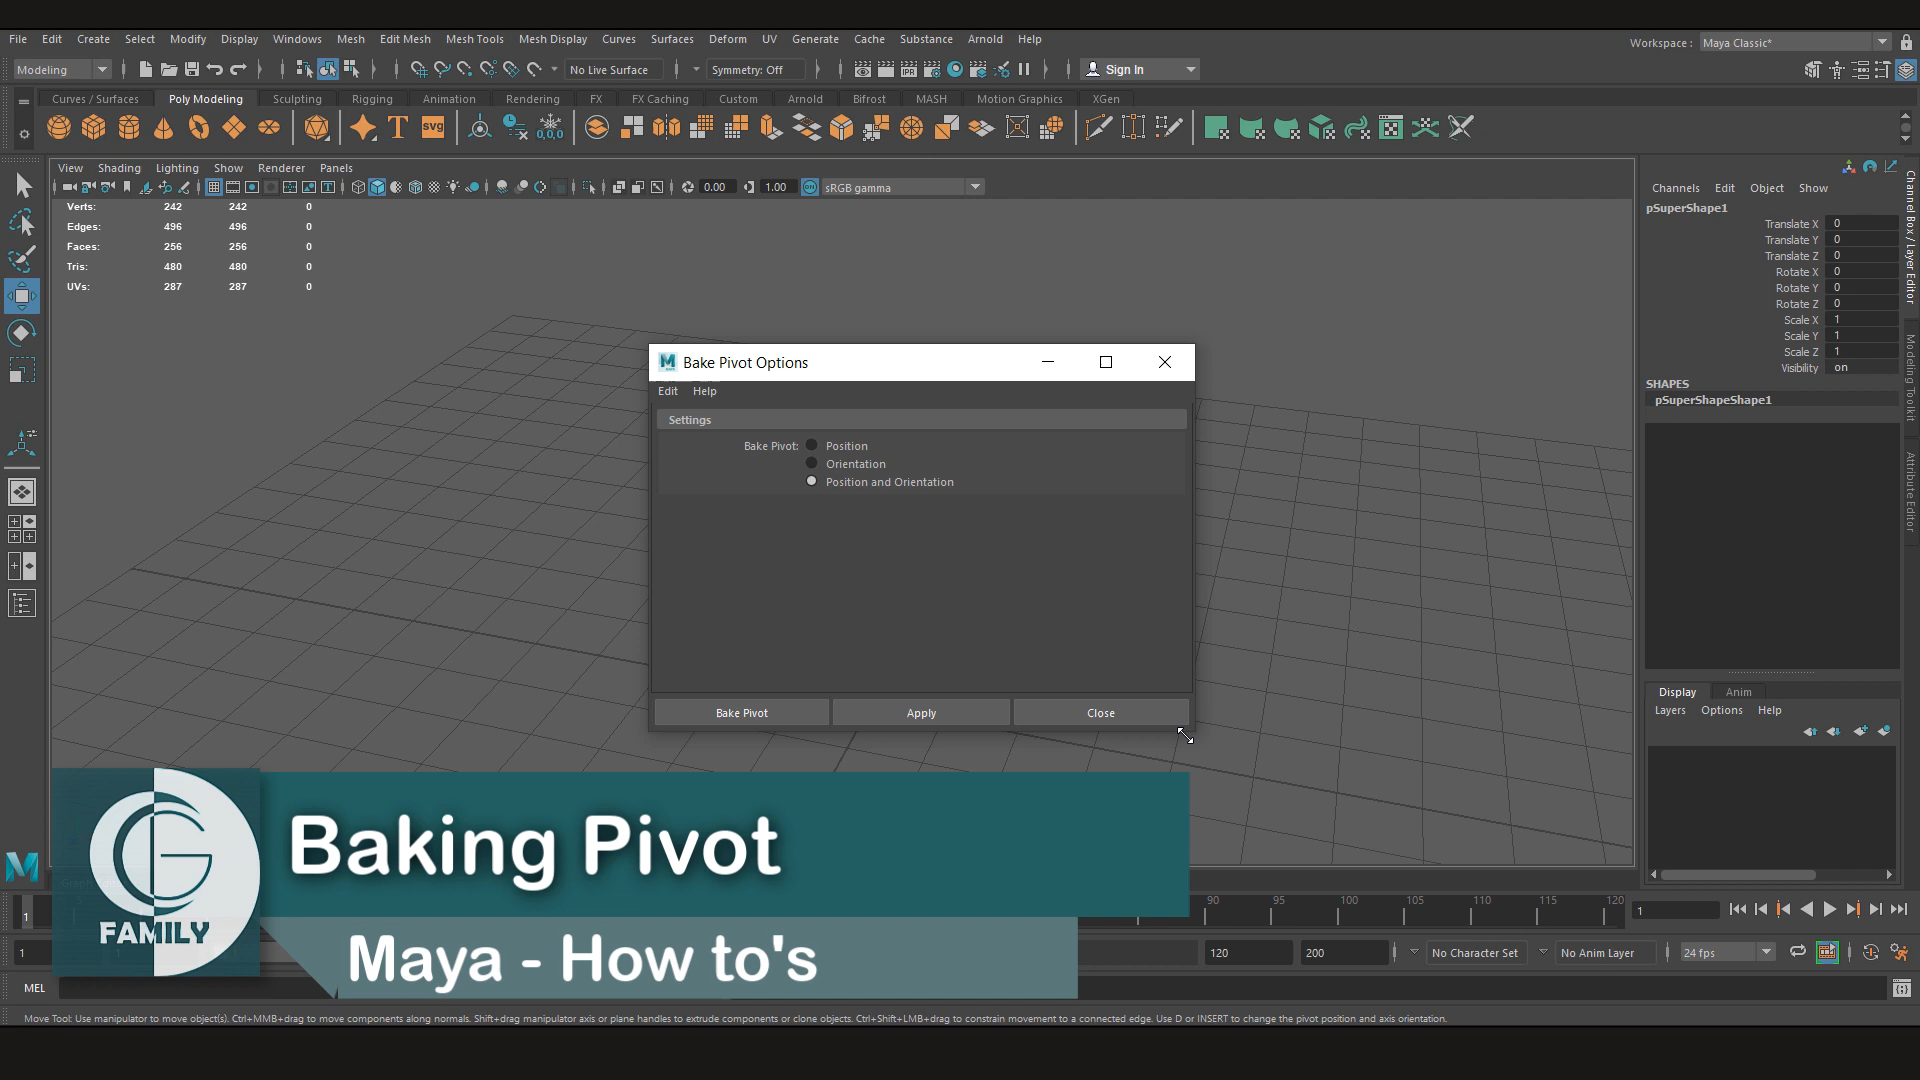 File Edit Create Select Modify Display Windows Mesh Edit Mesh Mesh Tools Mesh Display Curves Surfaces Deform UV Generate Cache Substance Arnold Help
Workspace : Maya Classic*
Modeling No Live Surface Symmetry: Off Sign In
Curves / Surfaces Poly Modeling Sculpting Rigging Animation Rendering FX FX Caching Custom Arnold Bifrost MASH Motion Graphics XGen
View Shading Lighting Show Renderer Panels
0.00 1.00 sRGB gamma
Verts: 242 242 0
Edges: 496 496 0
Faces: 256 256 0
Tris: 480 480 0
UVs: 287 287 0
Channels Edit Object Show
pSuperShape1
Translate X 0
Translate Y 0
Translate Z 0
Rotate X 0
Rotate Y 0
Rotate Z 0
Scale X 1
Scale Y 1
Scale Z 1
Visibility on
SHAPES
pSuperShapeShape1
Channel Box / Layer Editor
Modeling Toolkit
Attribute Editor
Bake Pivot Options
Edit Help
Settings
Bake Pivot: Position
Orientation
Position and Orientation
Bake Pivot Apply Close
Display Anim
Layers Options Help
Baking Pivot
Maya - How to's
CG
FAMILY
1 90 95 100 105 110 115 120 1
1 120 200 No Character Set No Anim Layer 24 fps
MEL
Move Tool: Use manipulator to move object(s). Ctrl+MMB+drag to move components along normals. Shift+drag manipulator axis or plane handles to extrude components or clone objects. Ctrl+Shift+LMB+drag to constrain movement to a connected edge. Use D or INSERT to change the pivot position and axis orientation.